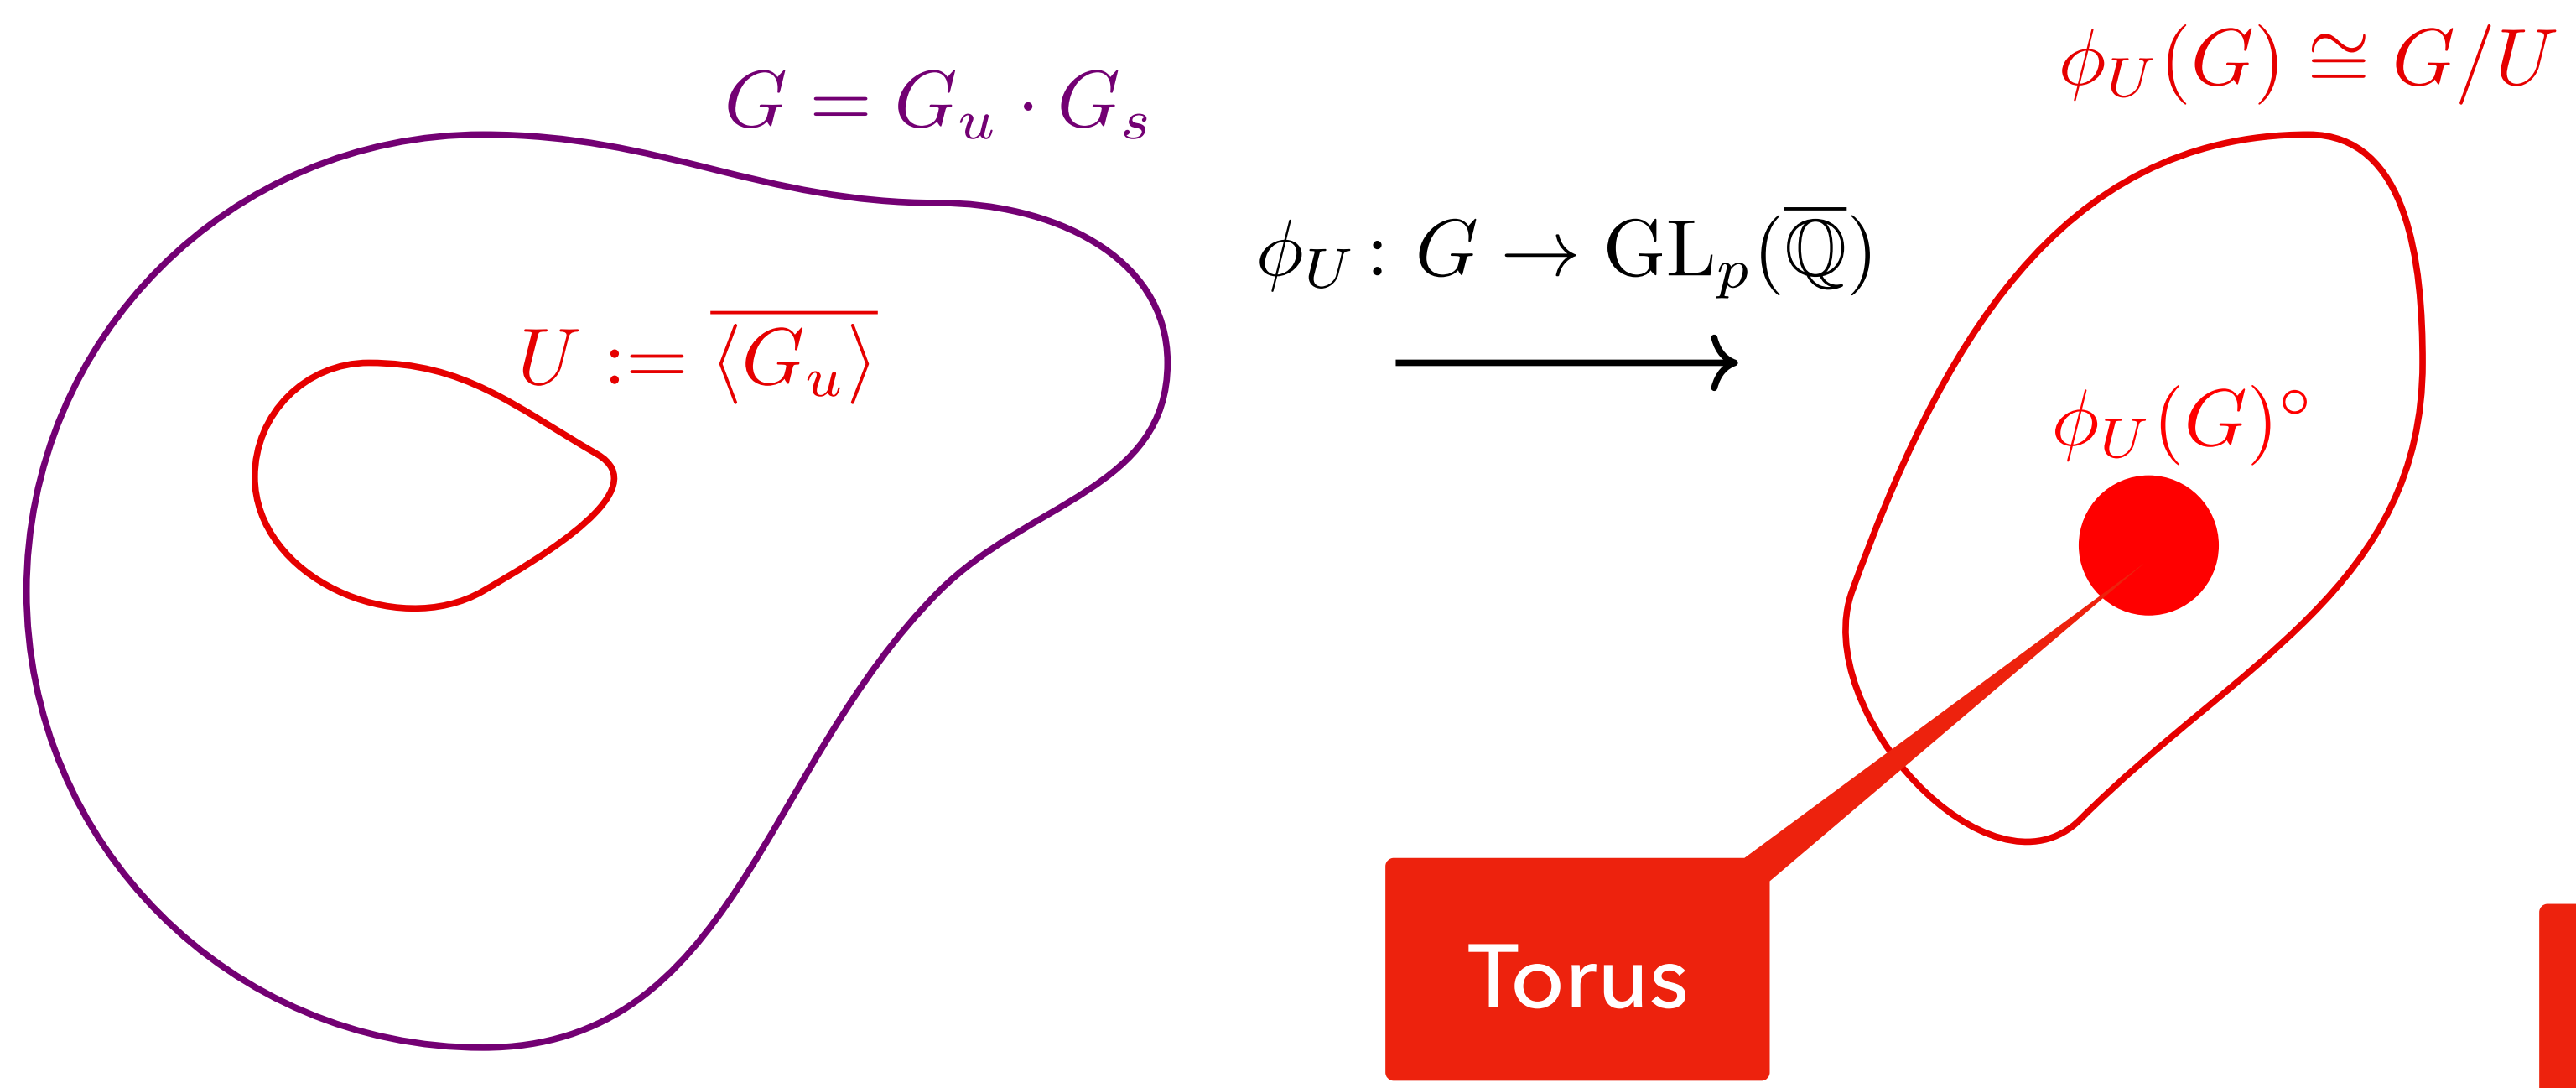 G = G_u · G_s
U := \overline{⟨G_u⟩}
ϕ_U : G → GL_p(\overline{ℚ})
ϕ_U(G) ≅ G/U
ϕ_U(G)°
Torus